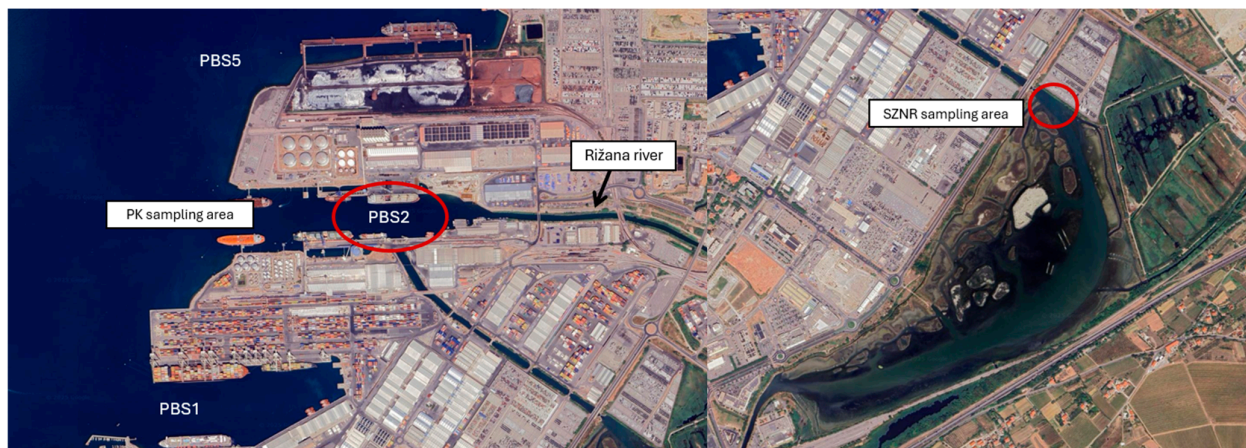 PBS5
SZNR sampling area
Rižana river
PK sampling area
PBS2
PBS1